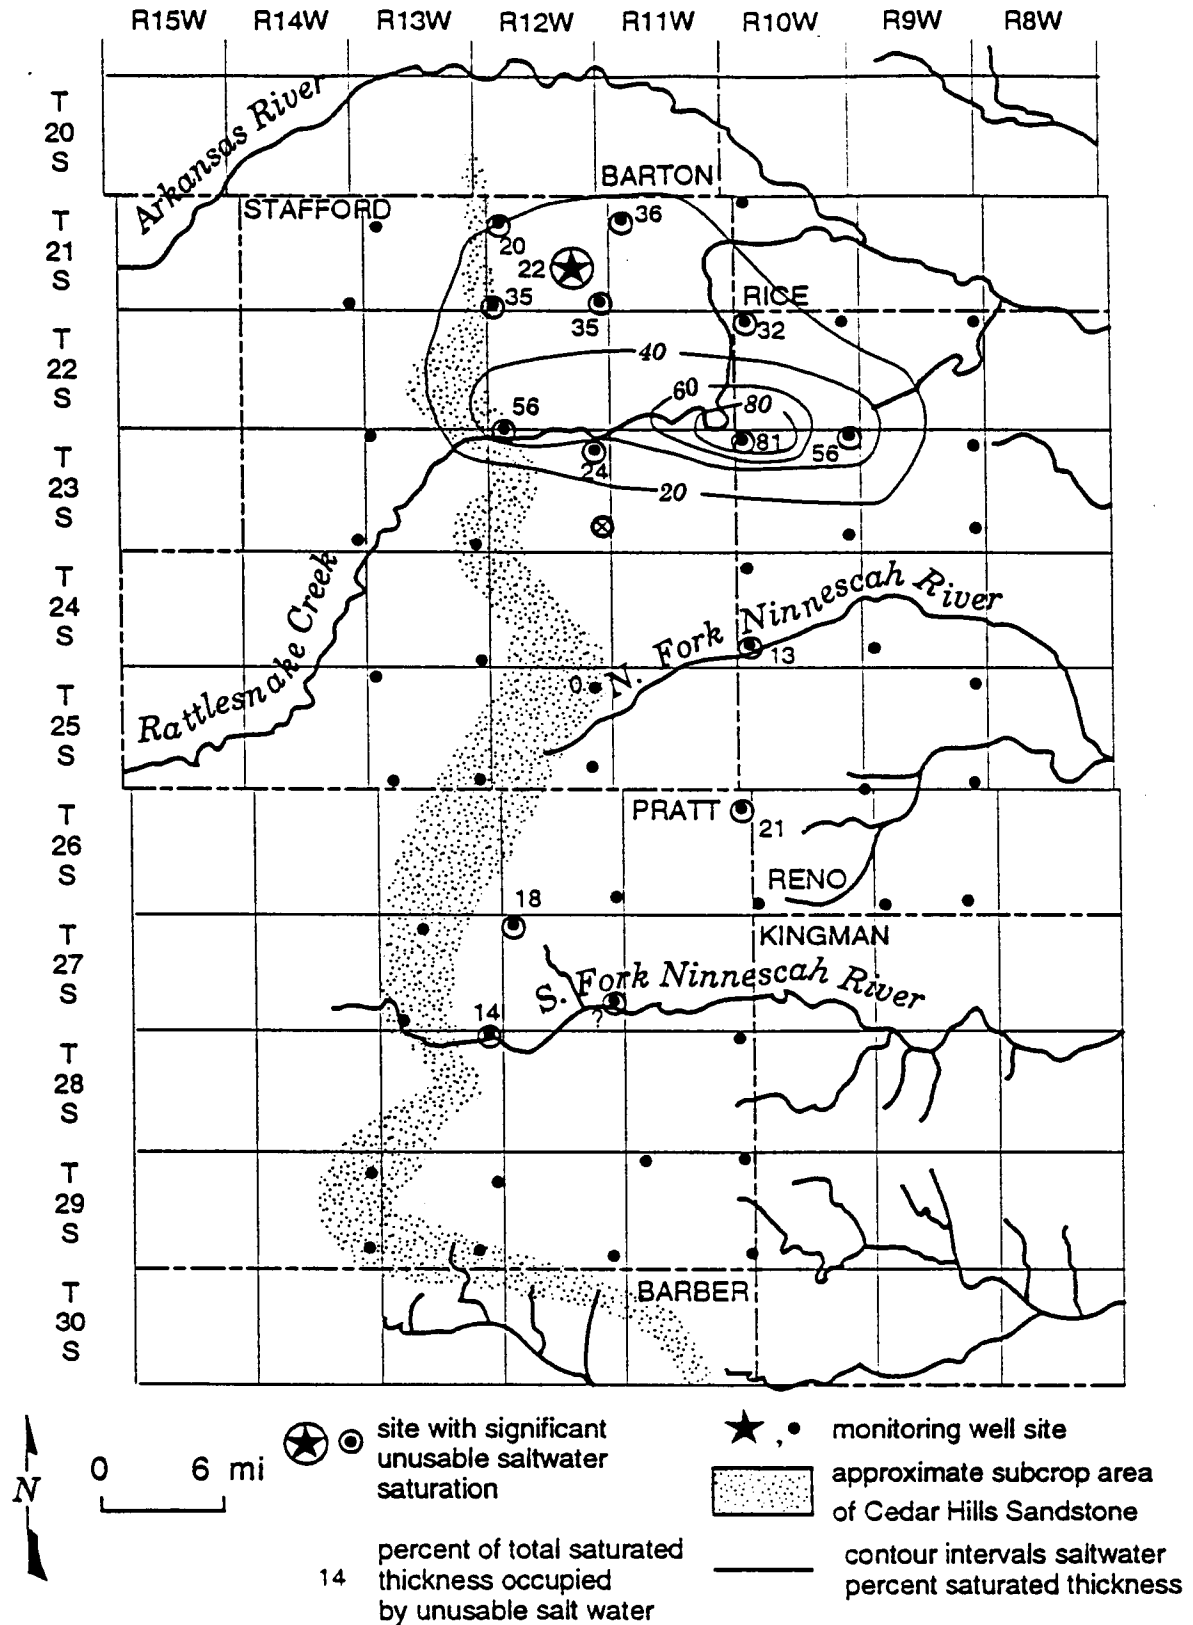 R15W R14W R13W R12W R11W R10W R9W R8W
T
20
S
Arkansas River
BARTON
STAFFORD
T
21
S
36
20
22
35
35
RICE
32
T
22
S
40
60
80
56
81
56
24
20
T
23
S
T
24
S
N. Fork Ninnescah River
13
Rattlesnake Creek
0
T
25
S
PRATT
21
T
26
S
RENO
18
KINGMAN
T
27
S
S. Fork Ninnescah River
14
?
T
28
S
T
29
S
BARBER
T
30
S
N
0 6 mi
site with significant
unusable saltwater
saturation
14
percent of total saturated
thickness occupied
by unusable salt water
, monitoring well site
approximate subcrop area
of Cedar Hills Sandstone
contour intervals saltwater
percent saturated thickness